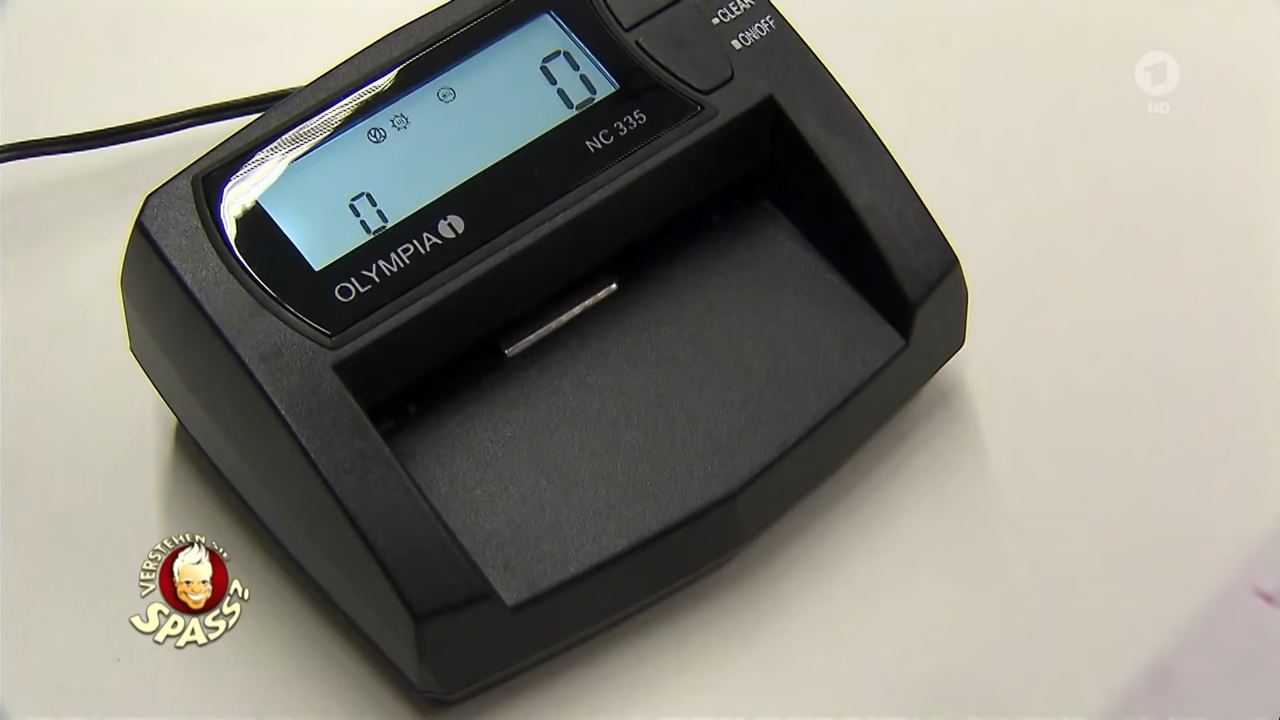 CLEAR
ON/OFF
0
NC 335
0
OLYMPIA
1
HD
VERSTEHEN SIE
SPASS?